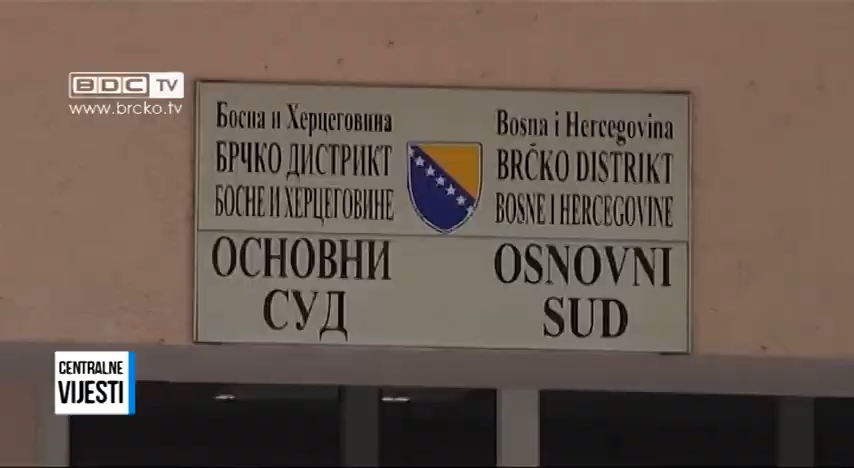 BDC TV
www.brcko.tv
Босна и Херцеговина
БРЧКО ДИСТРИКТ
БОСНЕ И ХЕРЦЕГОВИНЕ
ОСНОВНИ
СУД
Bosna i Hercegovina
BRČKO DISTRIKT
BOSNE I HERCEGOVINE
OSNOVNI
SUD
CENTRALNE
VIJESTI